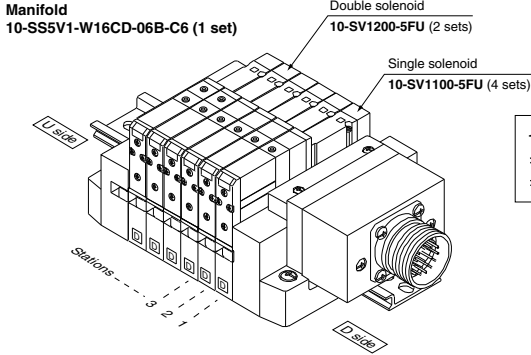 Manifold
10-SS5V1-W16CD-06B-C6 (1 set)
Double solenoid
10-SV1200-5FU (2 sets)
Single solenoid
10-SV1100-5FU (4 sets)
U side
Stations
3
2
1
D side